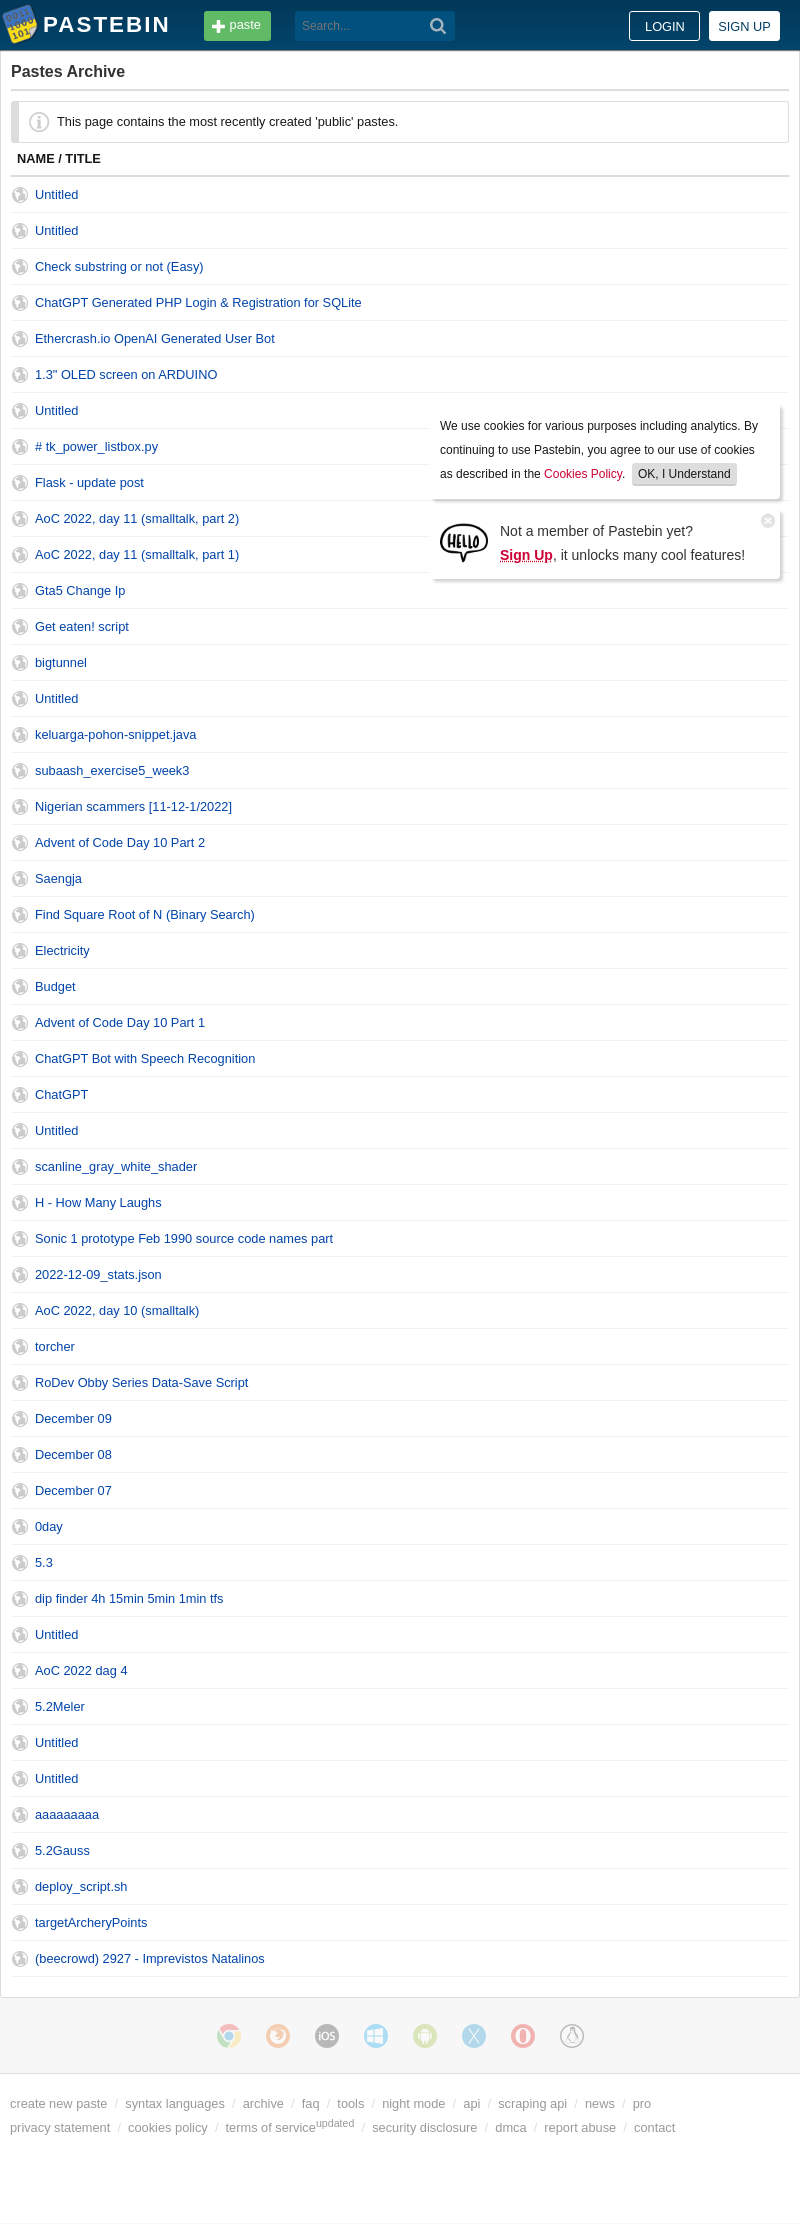 PASTEBIN paste Search... LOGIN SIGN UP
Pastes Archive
This page contains the most recently created 'public' pastes.
NAME / TITLE
Untitled
Untitled
Check substring or not (Easy)
ChatGPT Generated PHP Login & Registration for SQLite
Ethercrash.io OpenAI Generated User Bot
1.3" OLED screen on ARDUINO
Untitled
# tk_power_listbox.py
Flask - update post
AoC 2022, day 11 (smalltalk, part 2)
AoC 2022, day 11 (smalltalk, part 1)
Gta5 Change Ip
Get eaten! script
bigtunnel
Untitled
keluarga-pohon-snippet.java
subaash_exercise5_week3
Nigerian scammers [11-12-1/2022]
Advent of Code Day 10 Part 2
Saengja
Find Square Root of N (Binary Search)
Electricity
Budget
Advent of Code Day 10 Part 1
ChatGPT Bot with Speech Recognition
ChatGPT
Untitled
scanline_gray_white_shader
H - How Many Laughs
Sonic 1 prototype Feb 1990 source code names part
2022-12-09_stats.json
AoC 2022, day 10 (smalltalk)
torcher
RoDev Obby Series Data-Save Script
December 09
December 08
December 07
0day
5.3
dip finder 4h 15min 5min 1min tfs
Untitled
AoC 2022 dag 4
5.2Meler
Untitled
Untitled
aaaaaaaaa
5.2Gauss
deploy_script.sh
targetArcheryPoints
(beecrowd) 2927 - Imprevistos Natalinos
We use cookies for various purposes including analytics. By
continuing to use Pastebin, you agree to our use of cookies
as described in the Cookies Policy. OK, I Understand
HELLO
Not a member of Pastebin yet?
Sign Up, it unlocks many cool features!
iOS
create new paste / syntax languages / archive / faq / tools / night mode / api / scraping api / news / pro
privacy statement / cookies policy / terms of service updated / security disclosure / dmca / report abuse / contact